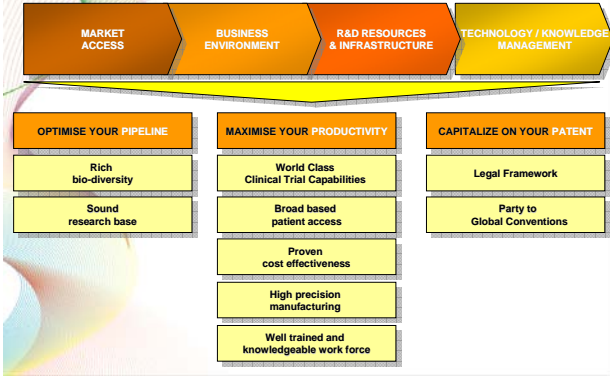 MARKET
ACCESS
BUSINESS
ENVIRONMENT
R&D RESOURCES
& INFRASTRUCTURE
TECHNOLOGY / KNOWLEDGE
MANAGEMENT
OPTIMISE YOUR PIPELINE
Rich
bio-diversity
Sound
research base
MAXIMISE YOUR PRODUCTIVITY
World Class
Clinical Trial Capabilities
Broad based
patient access
Proven
cost effectiveness
High precision
manufacturing
Well trained and
knowledgeable work force
CAPITALIZE ON YOUR PATENT
Legal Framework
Party to
Global Conventions